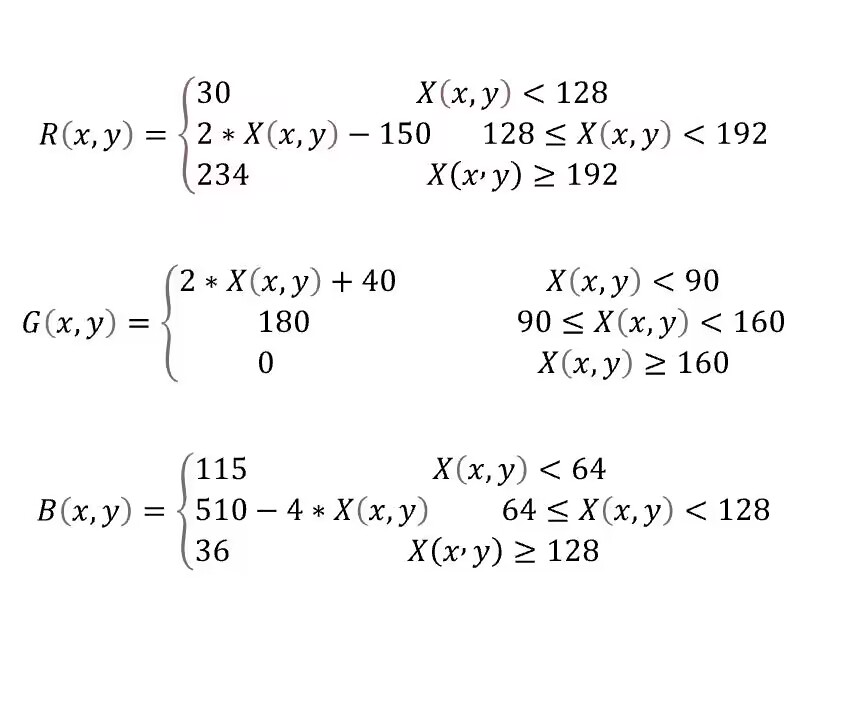 30 X(x,y) < 128
R(x,y) = { 2 ∗ X(x,y) − 150 128 ≤ X(x,y) < 192
234 X(x,y) ≥ 192
2 ∗ X(x,y) + 40 X(x,y) < 90
G(x,y) = { 180 90 ≤ X(x,y) < 160
0 X(x,y) ≥ 160
115 X(x,y) < 64
B(x,y) = { 510 − 4 ∗ X(x,y) 64 ≤ X(x,y) < 128
36 X(x,y) ≥ 128